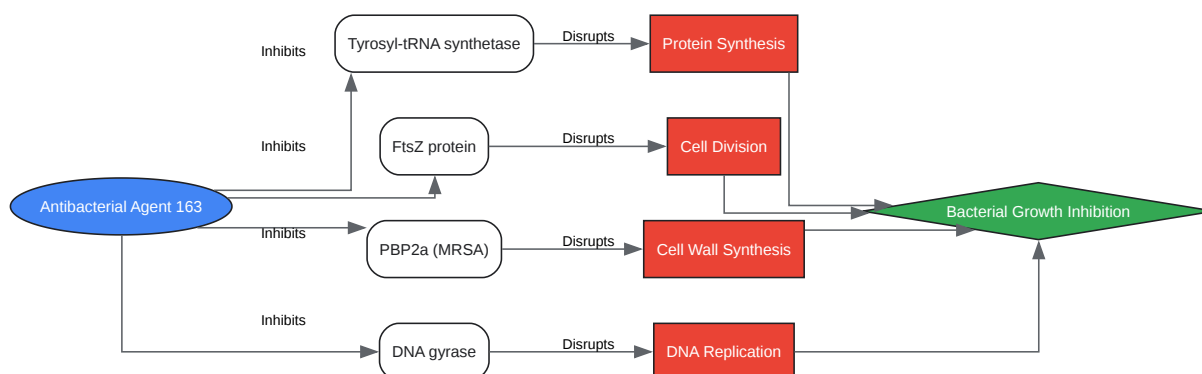 Inhibits
Tyrosyl-tRNA synthetase
Disrupts
Protein Synthesis
Inhibits
FtsZ protein
Disrupts
Cell Division
Antibacterial Agent 163
Inhibits
PBP2a (MRSA)
Disrupts
Cell Wall Synthesis
Bacterial Growth Inhibition
Inhibits
DNA gyrase
Disrupts
DNA Replication